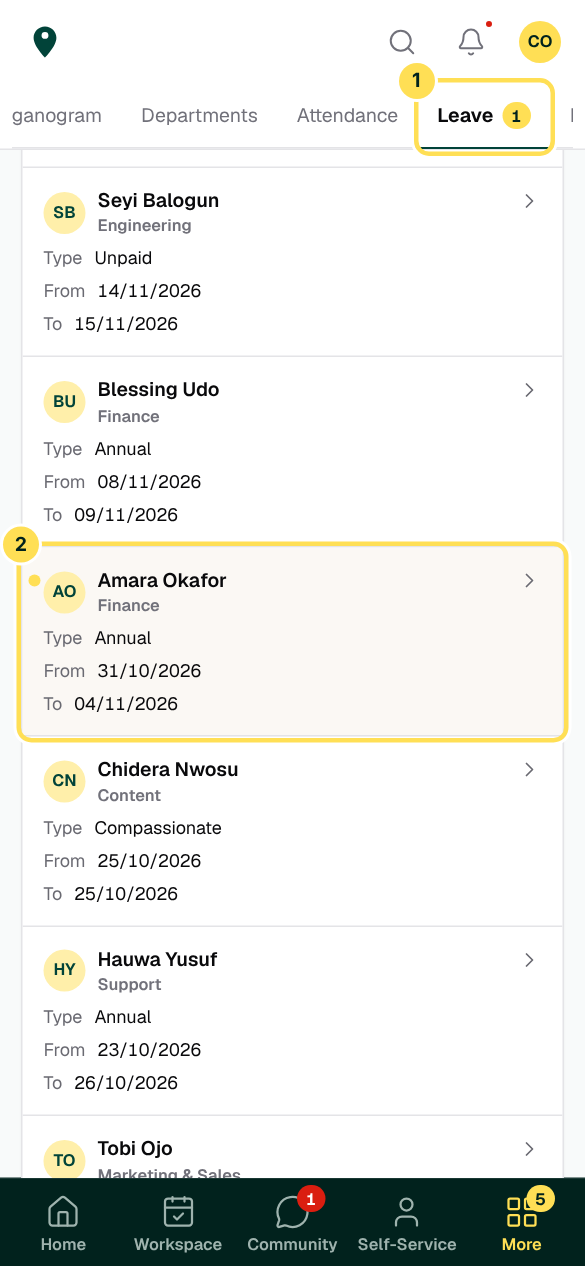 CO
1
ganogram Departments Attendance Leave 1
SB Seyi Balogun
Engineering
Type Unpaid
From 14/11/2026
To 15/11/2026
BU Blessing Udo
Finance
Type Annual
From 08/11/2026
To 09/11/2026
2
AO Amara Okafor
Finance
Type Annual
From 31/10/2026
To 04/11/2026
CN Chidera Nwosu
Content
Type Compassionate
From 25/10/2026
To 25/10/2026
HY Hauwa Yusuf
Support
Type Annual
From 23/10/2026
To 26/10/2026
TO Tobi Ojo
Marketing & Sales
1 5
Home Workspace Community Self-Service More